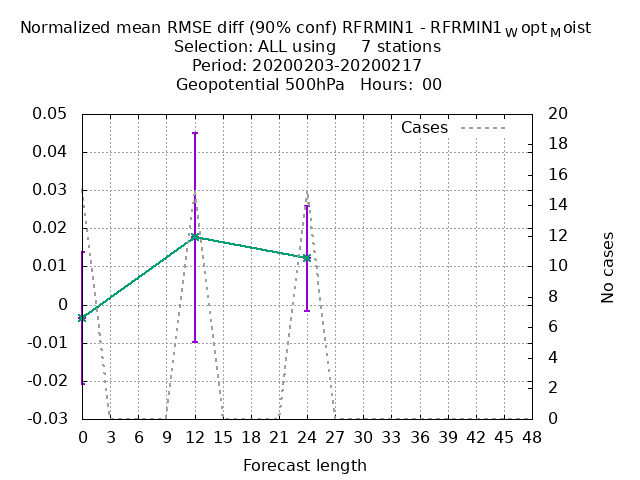 Normalized mean RMSE diff (90% conf) RFRMIN1 - RFRMIN1WoptMoist
Selection: ALL using 7 stations
Period: 20200203-20200217
Geopotential 500hPa Hours: 00
0.05
0.04
0.03
0.02
0.01
0
-0.01
-0.02
-0.03
Cases
20
18
16
14
12
10
8
6
4
2
0
No cases
0 3 6 9 12 15 18 21 24 27 30 33 36 39 42 45 48
Forecast length